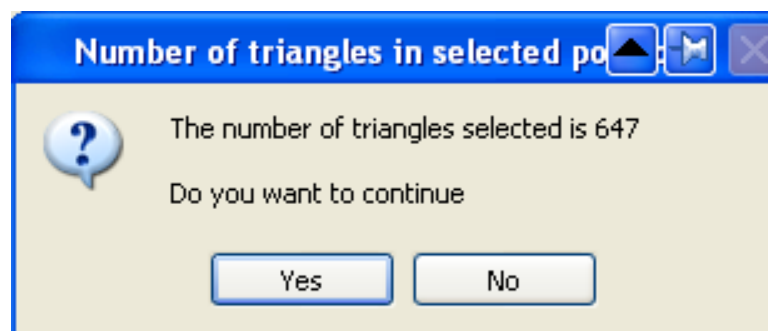 Number of triangles in selected po
The number of triangles selected is 647
Do you want to continue
Yes
No